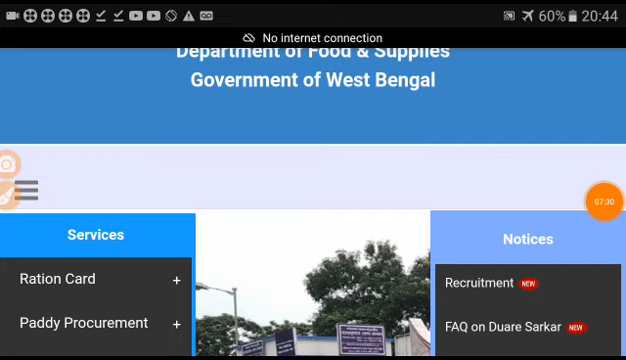 60% 20:44
No internet connection
Department of Food & Supplies
Government of West Bengal
07:30
Services
Notices
Ration Card +
Recruitment NEW
Paddy Procurement +
FAQ on Duare Sarkar NEW